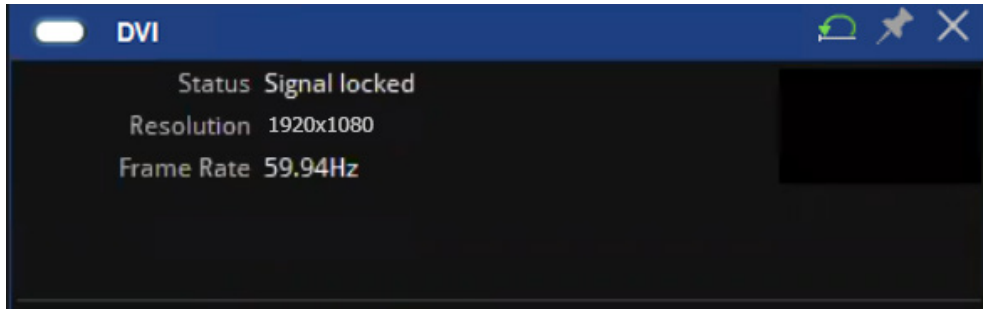 DVI
Status Signal locked
Resolution 1920x1080
Frame Rate 59.94Hz